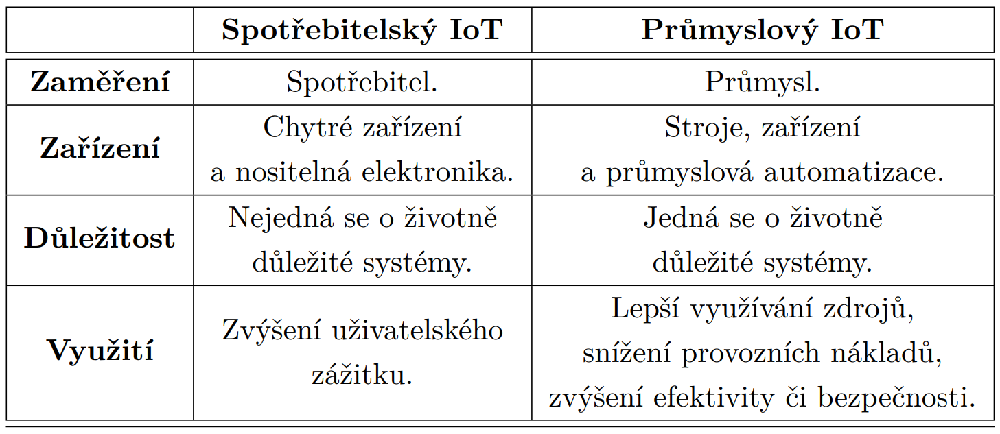 Spotřebitelský IoT Průmyslový IoT
Zaměření Spotřebitel. Průmysl.
Zařízení
Chytré zařízení
a nositelná elektronika.
Stroje, zařízení
a průmyslová automatizace.
Důležitost
Nejedná se o životně
důležité systémy.
Jedná se o životně
důležité systémy.
Využití
Zvýšení uživatelského
zážitku.
Lepší využívání zdrojů,
snížení provozních nákladů,
zvýšení efektivity či bezpečnosti.